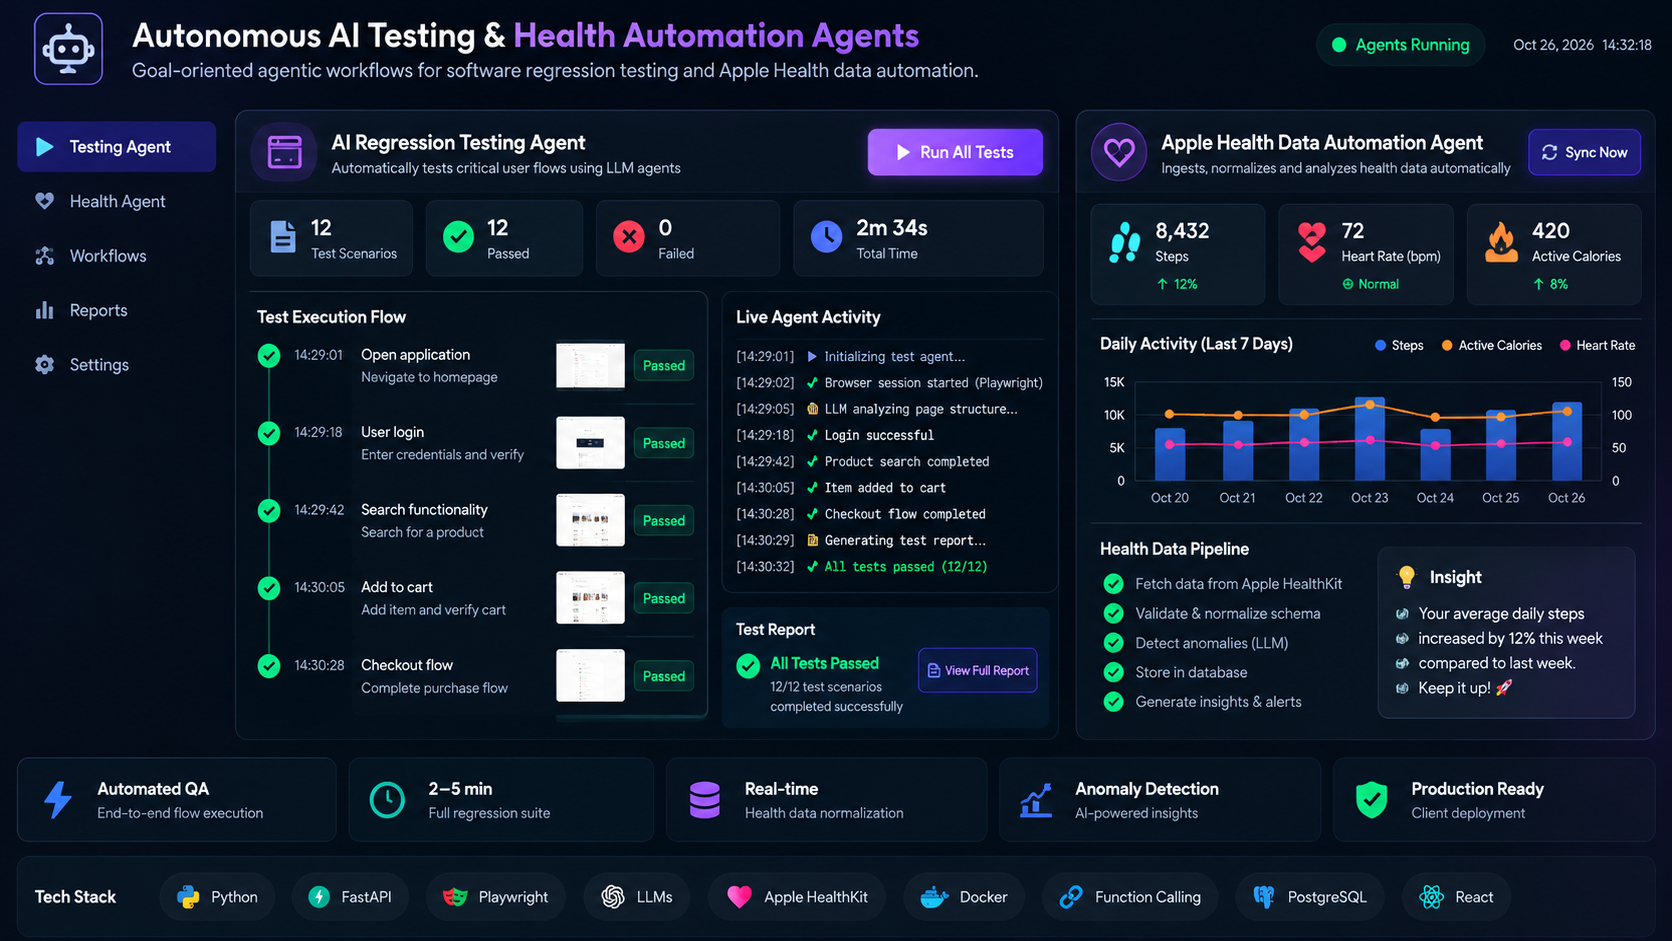 Autonomous AI Testing & Health Automation Agents
Goal-oriented agentic workflows for software regression testing and Apple Health data automation.
Agents Running
Oct 26, 2026 14:32:18
Testing Agent
Health Agent
Workflows
Reports
Settings
AI Regression Testing Agent
Automatically tests critical user flows using LLM agents
Run All Tests
12
Test Scenarios
12
Passed
0
Failed
2m 34s
Total Time
Test Execution Flow
14:29:01 Open application
Nevigate to homepage
Passed
14:29:18 User login
Enter credentials and verify
Passed
14:29:42 Search functionality
Search for a product
Passed
14:30:05 Add to cart
Add item and verify cart
Passed
14:30:28 Checkout flow
Complete purchase flow
Passed
Live Agent Activity
[14:29:01] Initializing test agent...
[14:29:02] Browser session started (Playwright)
[14:29:05] LLM analyzing page structure...
[14:29:18] Login successful
[14:29:42] Product search completed
[14:30:05] Item added to cart
[14:30:28] Checkout flow completed
[14:30:29] Generating test report...
[14:30:32] All tests passed (12/12)
Test Report
All Tests Passed
12/12 test scenarios
completed successfully
View Full Report
Apple Health Data Automation Agent
Ingests, normalizes and analyzes health data automatically
Sync Now
8,432
Steps
↑ 12%
72
Heart Rate (bpm)
Normal
420
Active Calories
↑ 8%
Daily Activity (Last 7 Days)
Steps Active Calories Heart Rate
15K
10K
5K
0
150
100
50
0
Oct 20 Oct 21 Oct 22 Oct 23 Oct 24 Oct 25 Oct 26
Health Data Pipeline
Fetch data from Apple HealthKit
Validate & normalize schema
Detect anomalies (LLM)
Store in database
Generate insights & alerts
Insight
Your average daily steps
increased by 12% this week
compared to last week.
Keep it up! 🚀
Automated QA
End-to-end flow execution
2–5 min
Full regression suite
Real-time
Health data normalization
Anomaly Detection
AI-powered insights
Production Ready
Client deployment
Tech Stack
Python
FastAPI
Playwright
LLMs
Apple HealthKit
Docker
Function Calling
PostgreSQL
React